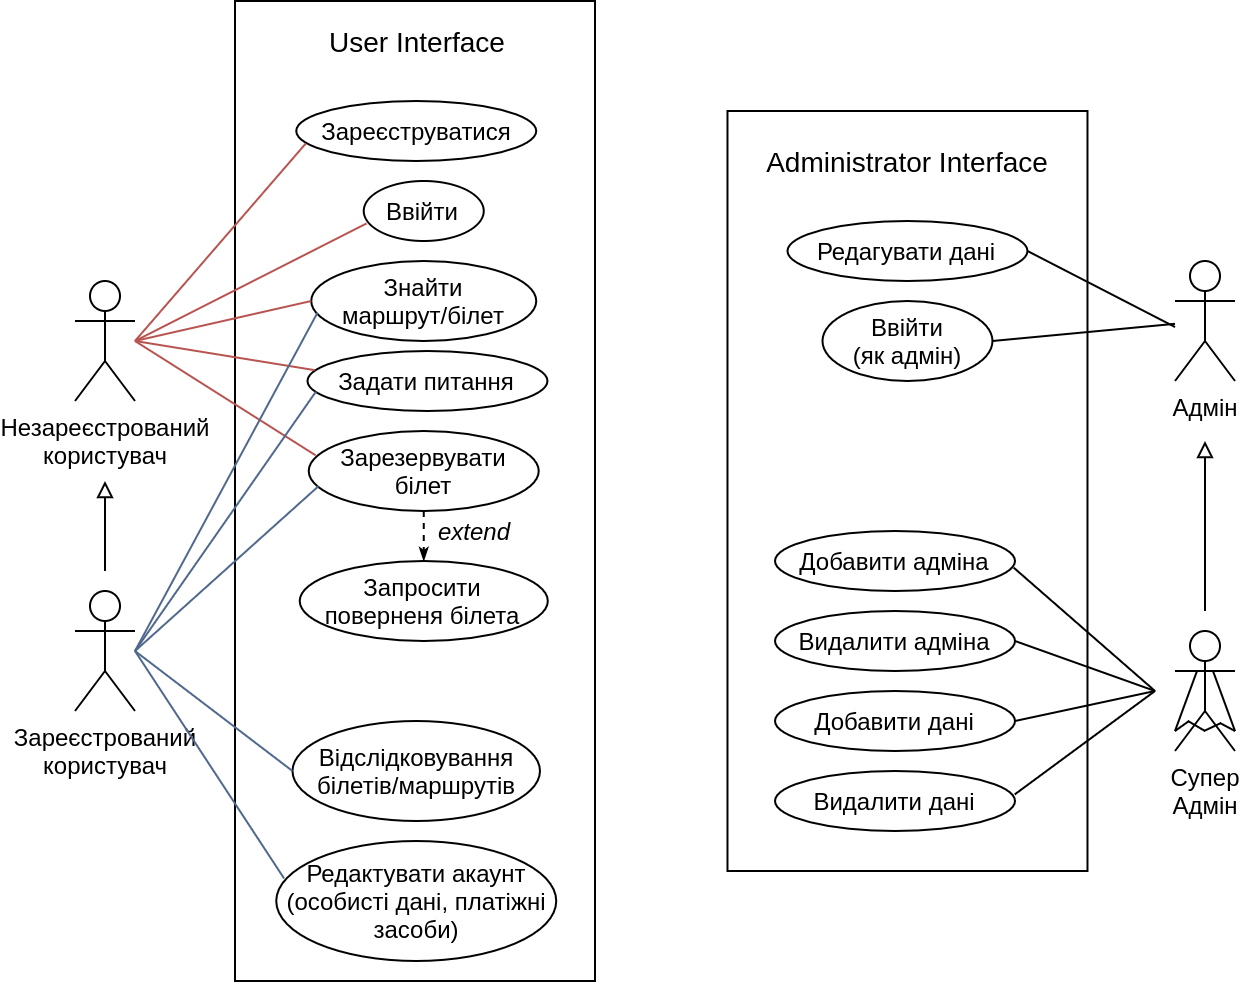 User Interface
Зареєструватися
Ввійти
Знайти
маршрут/білет
Задати питання
Зарезервувати
білет
extend
Запросити
поверненя білета
Відслідковування
білетів/маршрутів
Редактувати акаунт
(особисті дані, платіжні
засоби)
Незареєстрований
користувач
Зареєстрований
користувач
Administrator Interface
Редагувати дані
Ввійти
(як адмін)
Добавити адміна
Видалити адміна
Добавити дані
Видалити дані
Адмін
Супер
Адмін